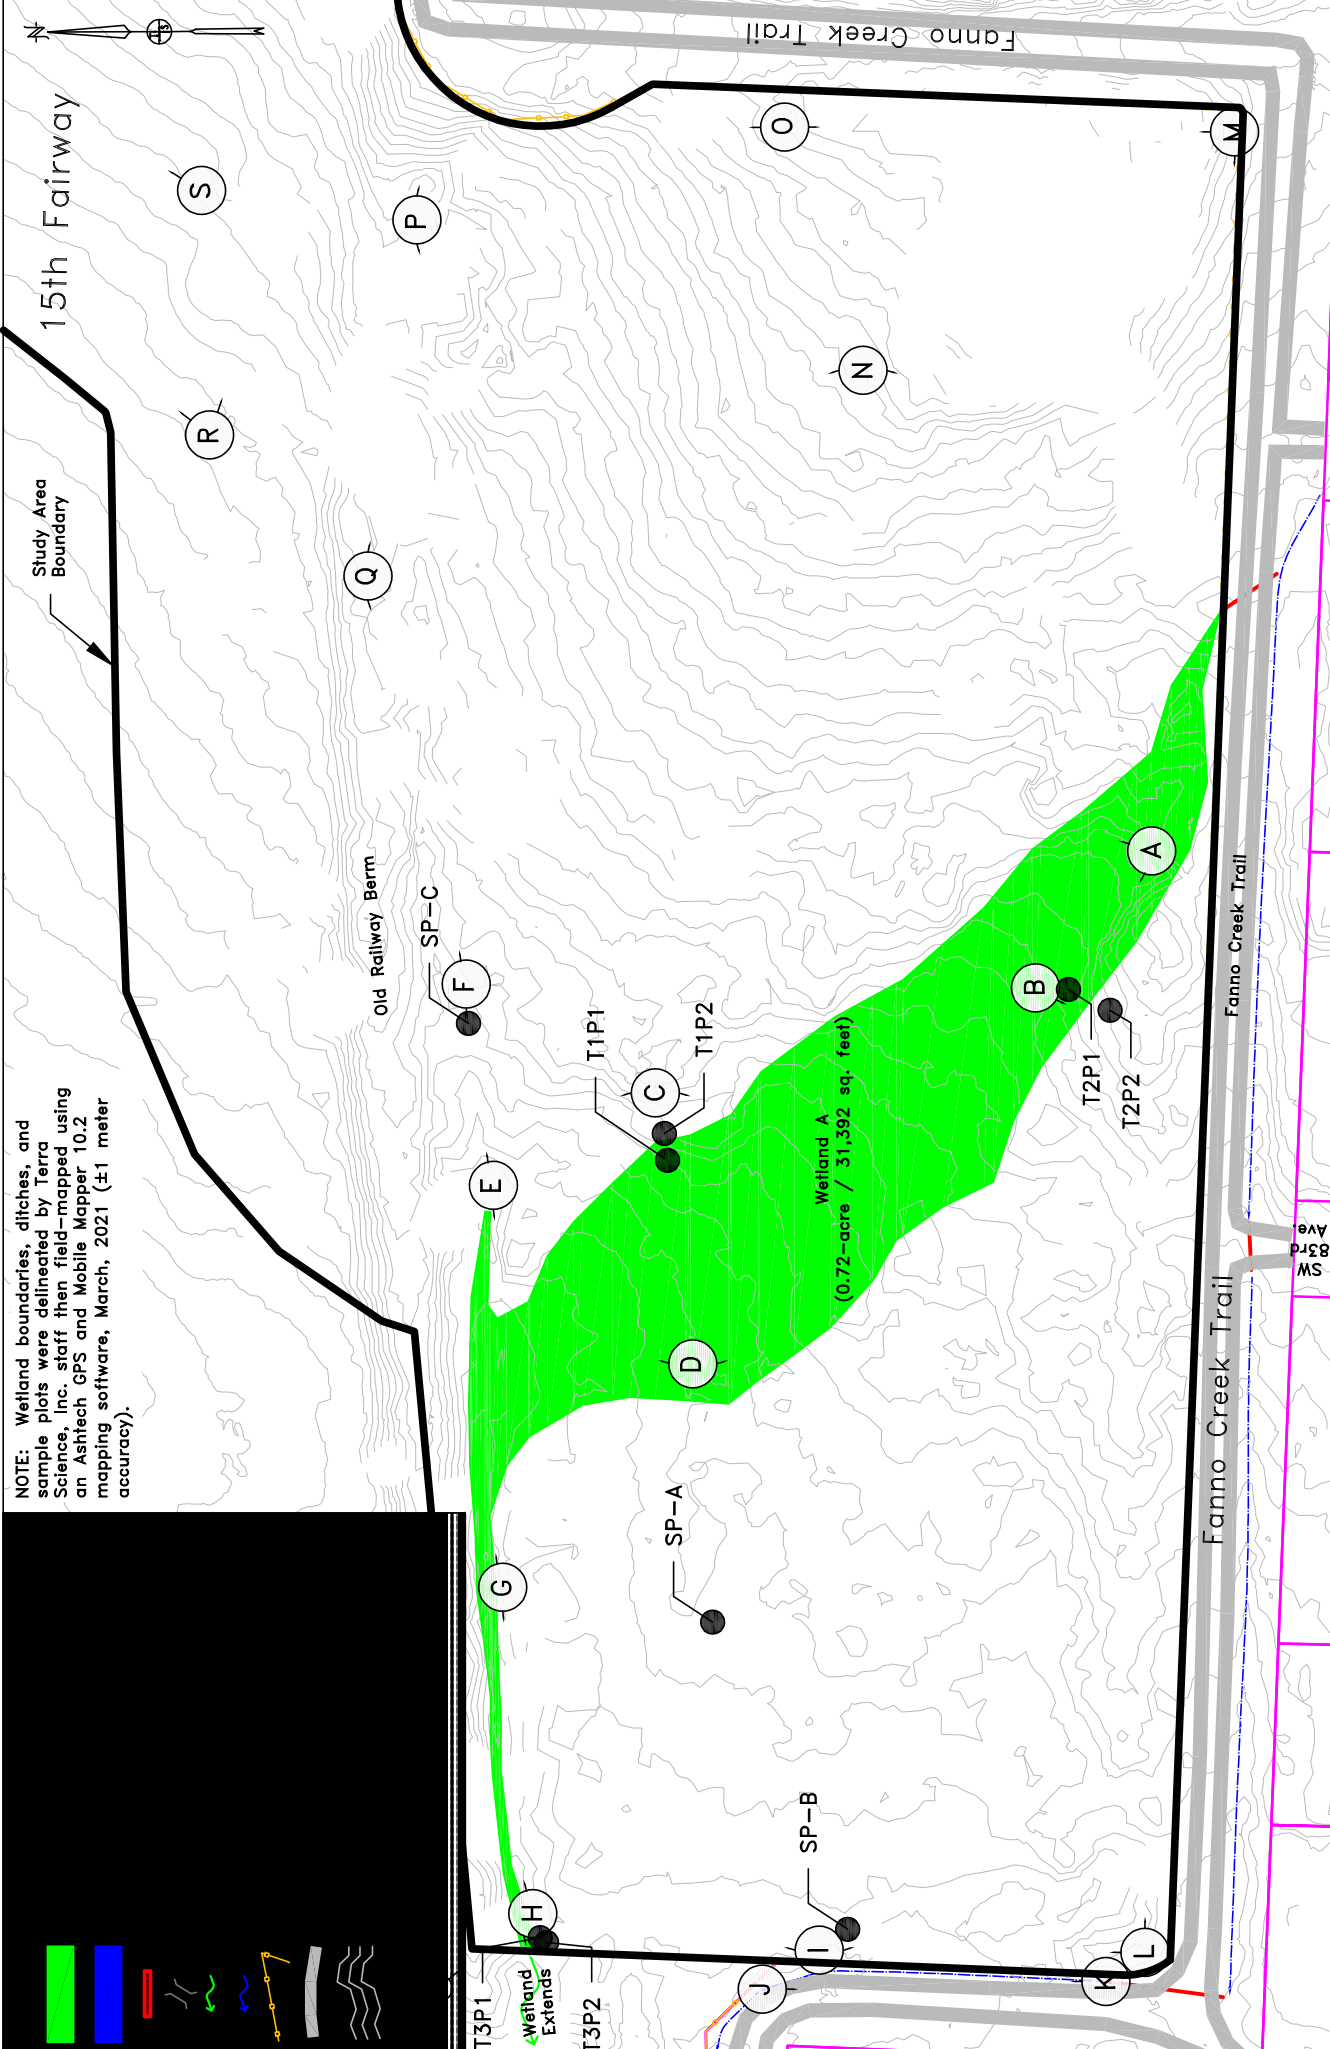 N
S
15th Fairway
Fanno Creek Trail
Study Area
Boundary
S
P
O
M
R
N
Q
Old Railway Berm
SP-C
F
T1P1
T1P2
C
E
Wetland A
(0.72-acre / 31,392 sq. feet)
B
A
T2P1
T2P2
Fanno Creek Trail
D
NOTE: Wetland boundaries, ditches, and
sample plots were delineated by Terra
Science, Inc. staff then field-mapped using
an Ashtech GPS and Mobile Mapper 10.2
mapping software, March, 2021 (±1 meter
accuracy).
SW
83rd
Ave.
Fanno Creek Trail
SP-A
G
SP-B
H
I
J
K
L
T3P1
Wetland
Extends
T3P2